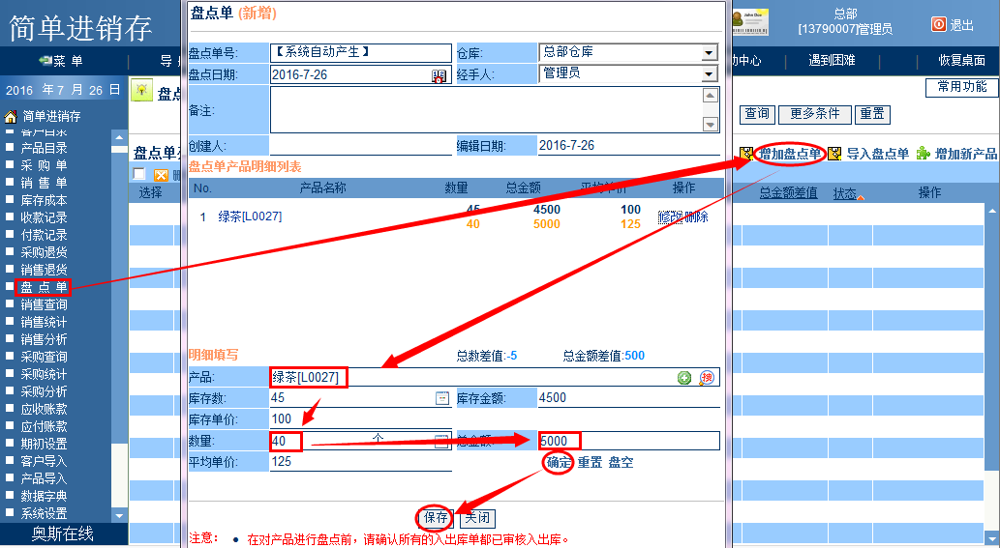 简单进销存
总部
[13790007]管理员
退出
菜 单
导
助中心
遇到困难
恢复桌面
2016 年 7 月 26 日
盘点
常用功能
简单进销存
客户目录
产品目录
采 购 单
销 售 单
库存成本
收款记录
付款记录
采购退货
销售退货
盘 点 单
销售查询
销售统计
销售分析
采购查询
采购统计
采购分析
应收账款
应付账款
期初设置
客户导入
产品导入
数据字典
系统设置
奥斯在线
查询 更多条件 重置
盘点单列
增加盘点单 导入盘点单 增加新产品
选择
总金额差值 状态 操作
盘点单 (新增)
盘点单号: 【系统自动产生】 仓库: 总部仓库
盘点日期: 2016-7-26 经手人: 管理员
备注:
创建人: 编辑日期: 2016-7-26
盘点单产品明细列表
No. 产品名称 数量 总金额 平均单价 操作
1 绿茶[L0027] 45 4500 100 修改 删除
40 5000 125
明细填写 总数差值:-5 总金额差值:500
产品: 绿茶[L0027] 搜
库存数: 45 库存金额: 4500
库存单价: 100
数量: 40 个 总金额: 5000
平均单价: 125 确定 重置 盘空
保存 关闭
注意: • 在对产品进行盘点前，请确认所有的入出库单都已审核入出库。